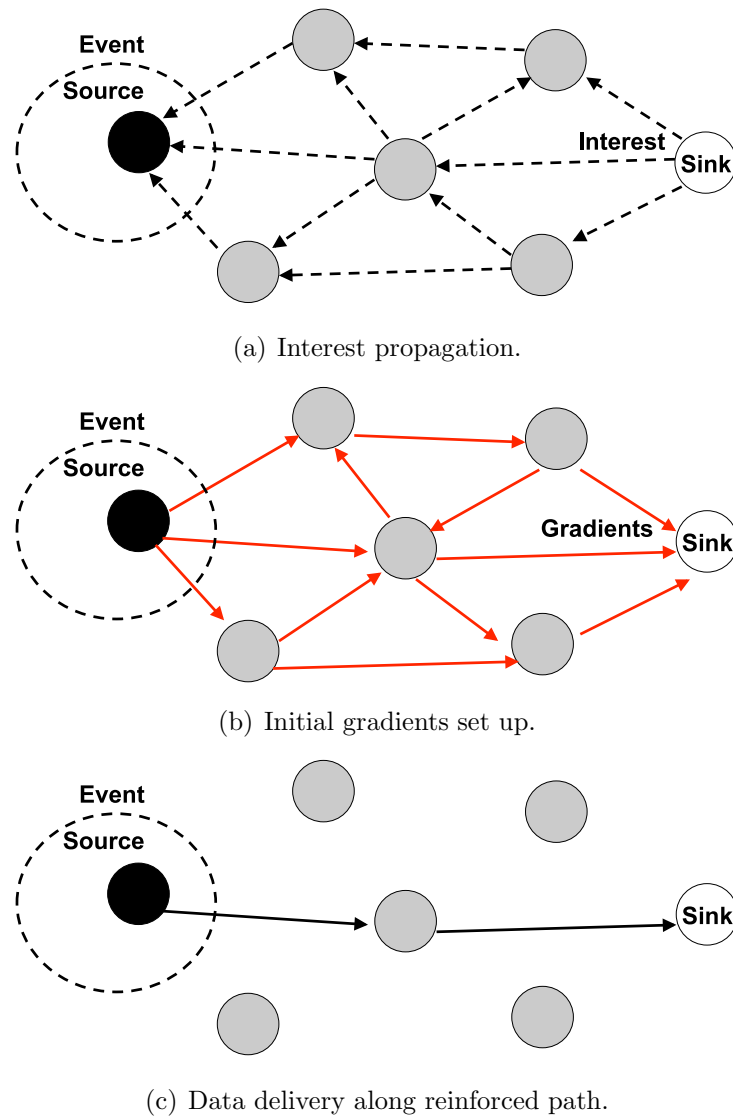 Event
Source
Interest
Sink
(a) Interest propagation.
Event
Source
Gradients
Sink
(b) Initial gradients set up.
Event
Source
Sink
(c) Data delivery along reinforced path.